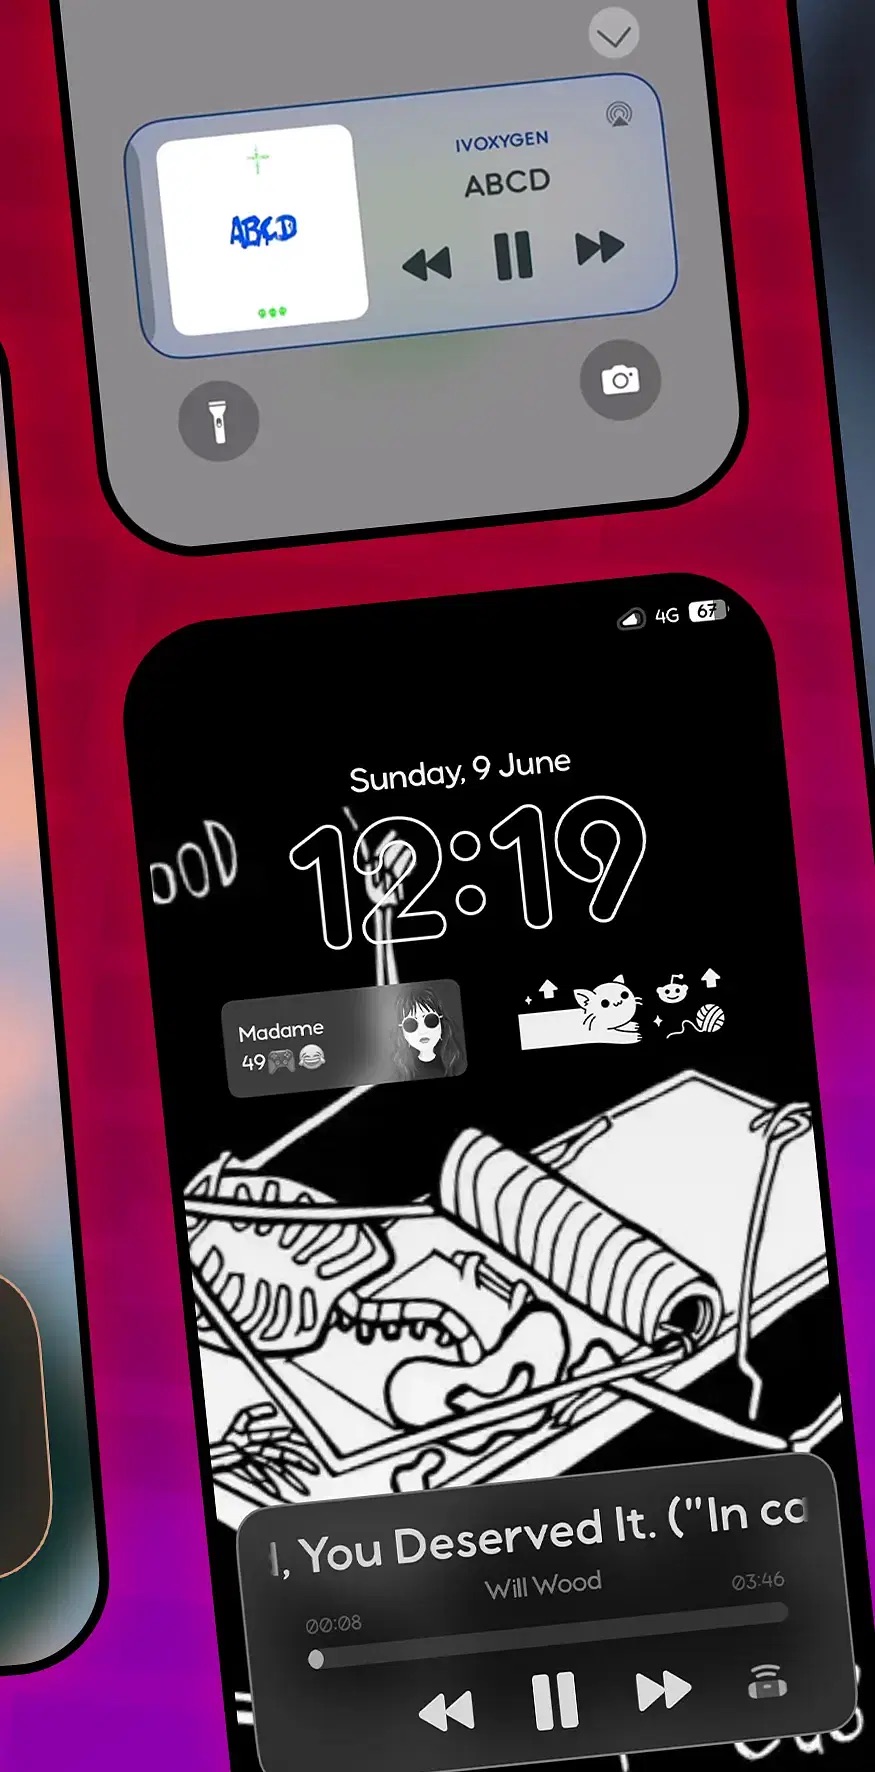 IVOXYGEN
ABCD
ABCD
4G 67
Sunday, 9 June
12:19
OOD
Madame
49🎮😂
, You Deserved It. ("In co
Will Wood
00:08
03:46